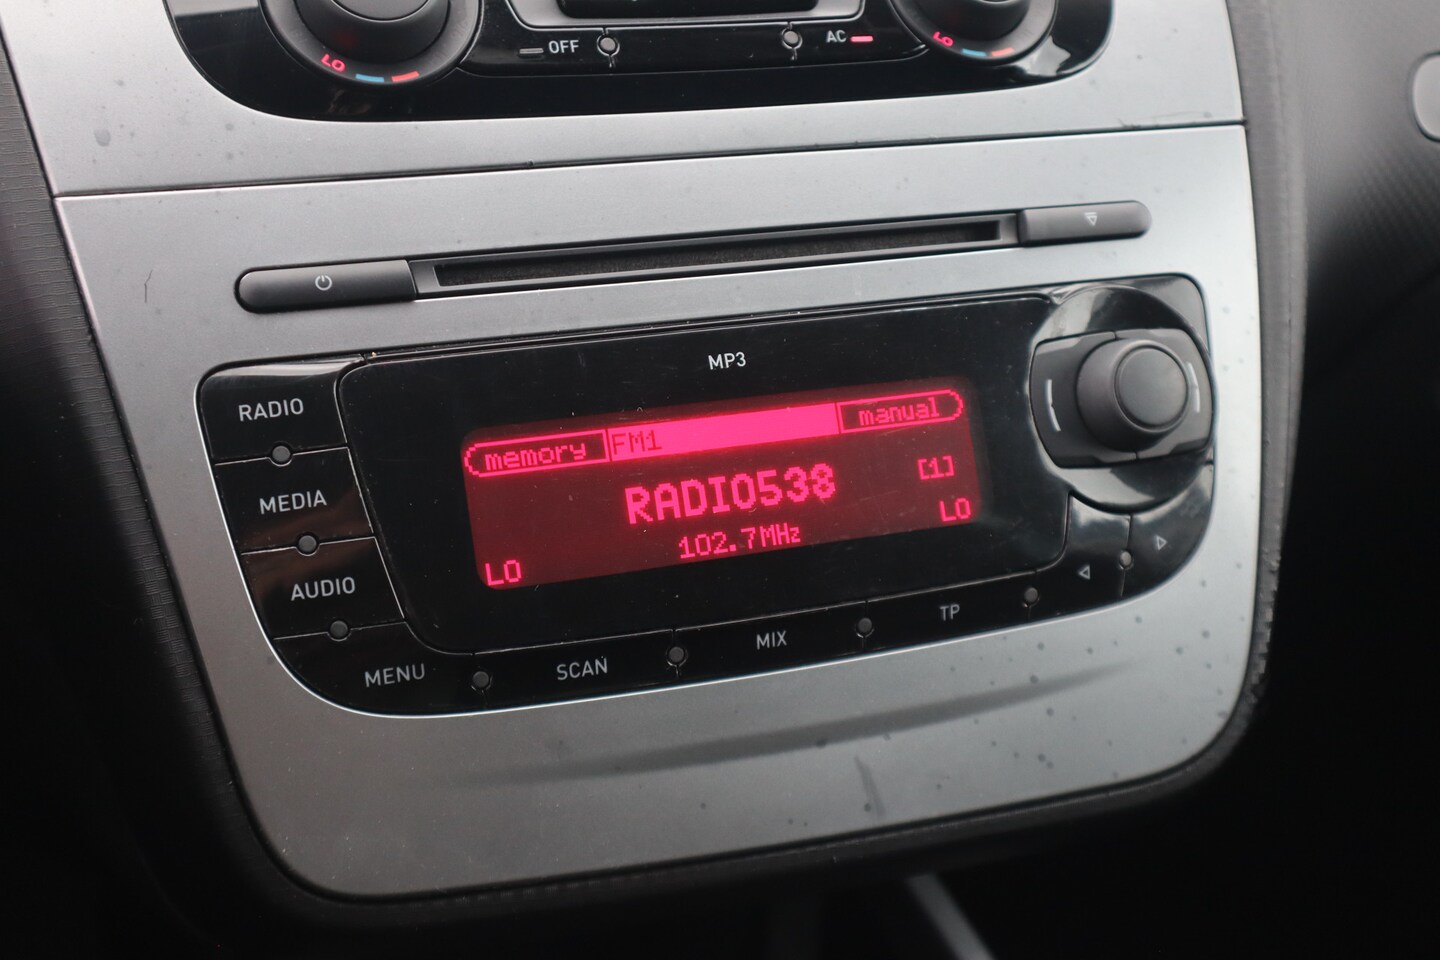 LO
OFF
AC
LO
MP3
RADIO
MEDIA
AUDIO
MENU
SCAN
MIX
TP
memory
FM1
manual
RADIO538
[1]
102.7MHz
LO
LO